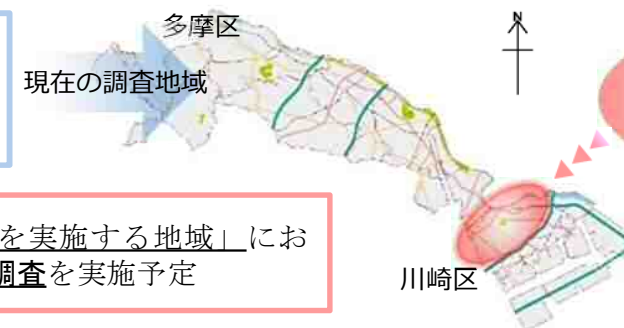 多摩区
N
現在の調査地域
を実施する地域」にお
調査を実施予定
川崎区